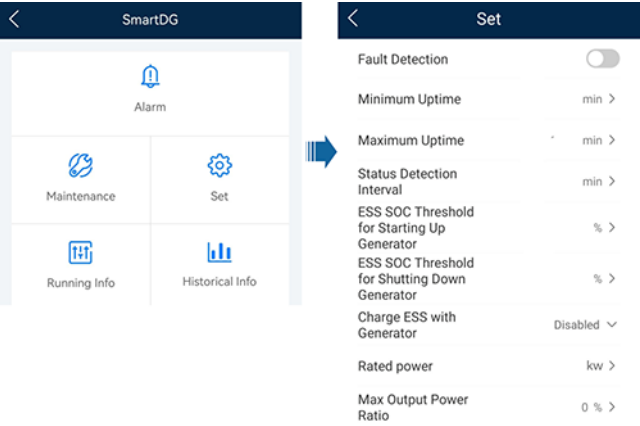 SmartDG
Alarm
Maintenance
Set
Running Info
Historical Info
Set
Fault Detection
Minimum Uptime min
Maximum Uptime min
Status Detection
Interval min
ESS SOC Threshold
for Starting Up %
Generator
ESS SOC Threshold
for Shutting Down %
Generator
Charge ESS with
Generator Disabled
Rated power kw
Max Output Power
Ratio 0 %